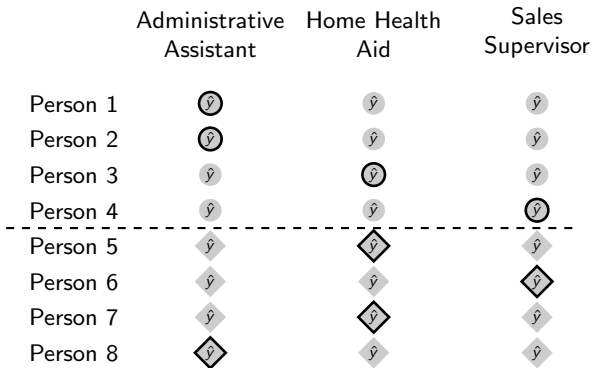 Administrative Assistant
Home Health Aid
Sales Supervisor
Person 1 ŷ ŷ ŷ
Person 2 ŷ ŷ ŷ
Person 3 ŷ ŷ ŷ
Person 4 ŷ ŷ ŷ
Person 5 ŷ ŷ ŷ
Person 6 ŷ ŷ ŷ
Person 7 ŷ ŷ ŷ
Person 8 ŷ ŷ ŷ